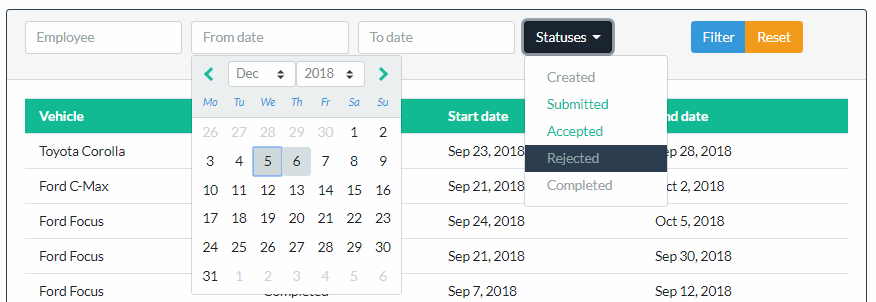 Employee From date To date Statuses Filter Reset
Dec 2018
Mo Tu We Th Fr Sa Su
26 27 28 29 30 1 2
3 4 5 6 7 8 9
10 11 12 13 14 15 16
17 18 19 20 21 22 23
24 25 26 27 28 29 30
31 1 2 3 4 5 6
Created
Submitted
Accepted
Rejected
Completed
Vehicle Start date nd date
Toyota Corolla Sep 23, 2018 ep 28, 2018
Ford C-Max Sep 21, 2018 Oct 2, 2018
Ford Focus Sep 24, 2018 Oct 5, 2018
Ford Focus Sep 21, 2018 Sep 30, 2018
Ford Focus Completed Sep 7, 2018 Sep 12, 2018